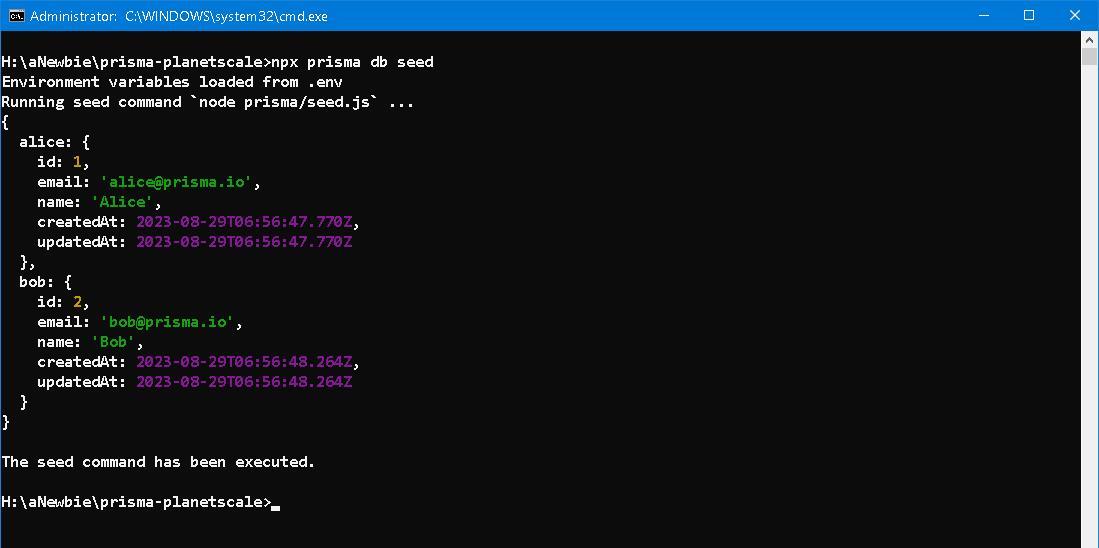 Administrator: C:\WINDOWS\system32\cmd.exe
H:\aNewbie\prisma-planetscale>npx prisma db seed
Environment variables loaded from .env
Running seed command `node prisma/seed.js` ...
{
  alice: {
    id: 1,
    email: 'alice@prisma.io',
    name: 'Alice',
    createdAt: 2023-08-29T06:56:47.770Z,
    updatedAt: 2023-08-29T06:56:47.770Z
  },
  bob: {
    id: 2,
    email: 'bob@prisma.io',
    name: 'Bob',
    createdAt: 2023-08-29T06:56:48.264Z,
    updatedAt: 2023-08-29T06:56:48.264Z
  }
}
The seed command has been executed.
H:\aNewbie\prisma-planetscale>